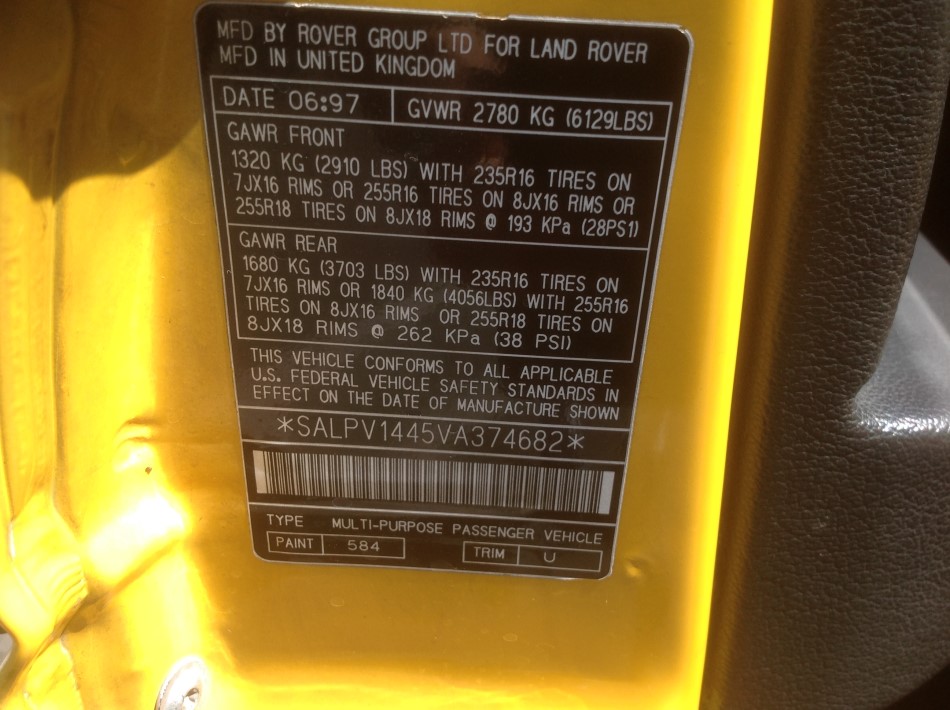 MFD BY ROVER GROUP LTD FOR LAND ROVER
MFD IN UNITED KINGDOM
DATE 06:97
GVWR 2780 KG (6129LBS)
GAWR FRONT
1320 KG (2910 LBS) WITH 235R16 TIRES ON
7JX16 RIMS OR 255R16 TIRES ON 8JX16 RIMS OR
255R18 TIRES ON 8JX18 RIMS @ 193 KPa (28PS1)
GAWR REAR
1680 KG (3703 LBS) WITH 235R16 TIRES ON
7JX16 RIMS OR 1840 KG (4056LBS) WITH 255R16
TIRES ON 8JX16 RIMS OR 255R18 TIRES ON
8JX18 RIMS @ 262 KPa (38 PSI)
THIS VEHICLE CONFORMS TO ALL APPLICABLE
U.S. FEDERAL VEHICLE SAFETY STANDARDS IN
EFFECT ON THE DATE OF MANUFACTURE SHOWN
*SALPV1445VA374682*
TYPE MULTI-PURPOSE PASSENGER VEHICLE
PAINT 584 TRIM U